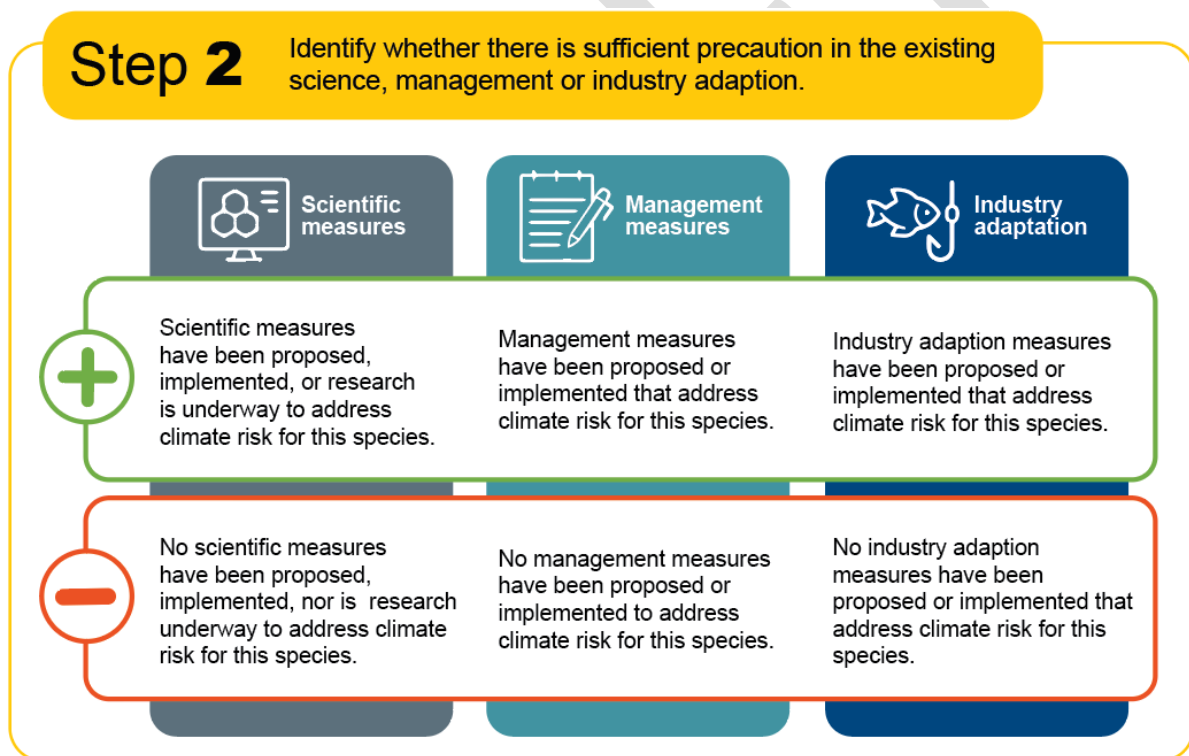 Step 2
Identify whether there is sufficient precaution in the existing
science, management or industry adaption.
Scientific
measures
Management
measures
Industry
adaptation
Scientific measures
have been proposed,
implemented, or research
is underway to address
climate risk for this species.
Management measures
have been proposed or
implemented that address
climate risk for this species.
Industry adaption measures
have been proposed or
implemented that address
climate risk for this species.
No scientific measures
have been proposed,
implemented, nor is research
underway to address climate
risk for this species.
No management measures
have been proposed or
implemented to address
climate risk for this species.
No industry adaption
measures have been
proposed or implemented that
address climate risk for this
species.